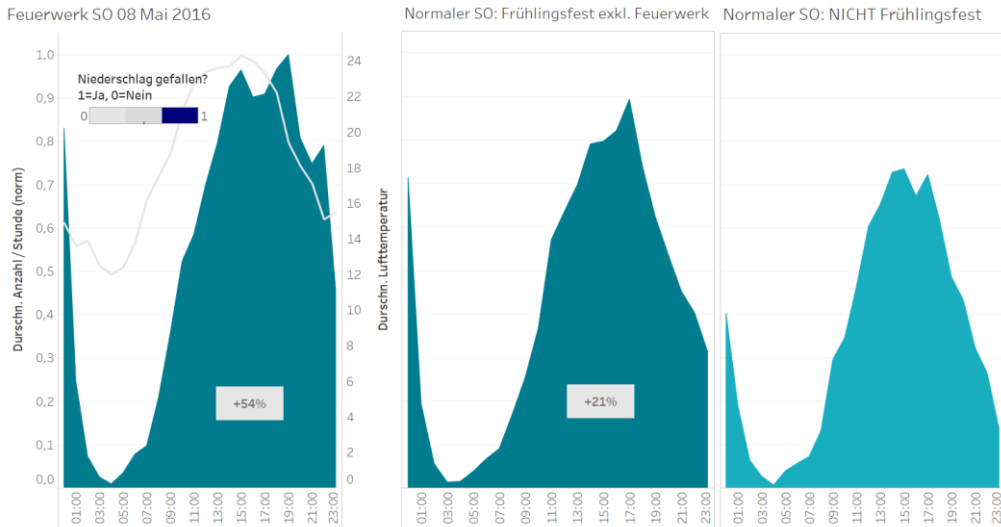 Feuerwerk SO 08 Mai 2016
Normaler SO: Frühlingsfest exkl. Feuerwerk
Normaler SO: NICHT Frühlingsfest
Niederschlag gefallen?
1=Ja, 0=Nein
0 1
Durschn. Anzahl / Stunde (norm)
1,0
0,9
0,8
0,7
0,6
0,5
0,4
0,3
0,2
0,1
0,0
24
22
20
18
16
14
12
10
8
6
4
2
0
Durschn. Lufttemperatur
+54%
+21%
01:00 03:00 05:00 07:00 09:00 11:00 13:00 15:00 17:00 19:00 21:00 23:00
01:00 03:00 05:00 07:00 09:00 11:00 13:00 15:00 17:00 19:00 21:00 23:00
01:00 03:00 05:00 07:00 09:00 11:00 13:00 15:00 17:00 19:00 21:00 23:00